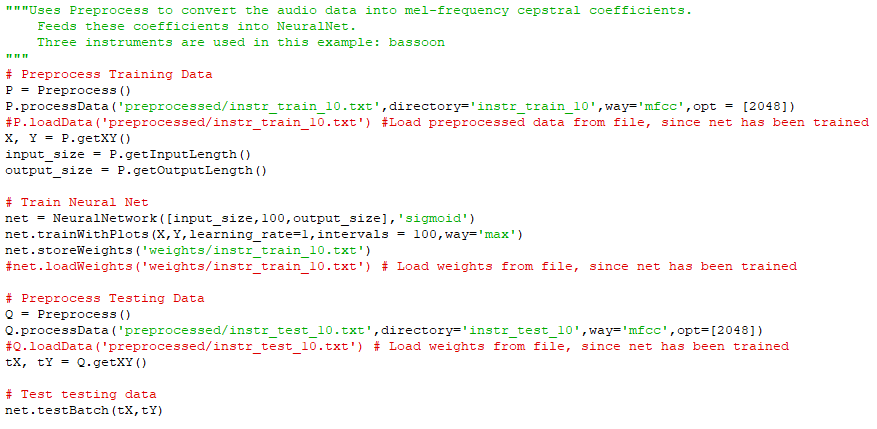 """Uses Preprocess to convert the audio data into mel-frequency cepstral coefficients.
    Feeds these coefficients into NeuralNet.
    Three instruments are used in this example: bassoon
"""
# Preprocess Training Data
P = Preprocess()
P.processData('preprocessed/instr_train_10.txt',directory='instr_train_10',way='mfcc',opt = [2048])
#P.loadData('preprocessed/instr_train_10.txt') #Load preprocessed data from file, since net has been trained
X, Y = P.getXY()
input_size = P.getInputLength()
output_size = P.getOutputLength()

# Train Neural Net
net = NeuralNetwork([input_size,100,output_size],'sigmoid')
net.trainWithPlots(X,Y,learning_rate=1,intervals = 100,way='max')
net.storeWeights('weights/instr_train_10.txt')
#net.loadWeights('weights/instr_train_10.txt') # Load weights from file, since net has been trained

# Preprocess Testing Data
Q = Preprocess()
Q.processData('preprocessed/instr_test_10.txt',directory='instr_test_10',way='mfcc',opt=[2048])
#Q.loadData('preprocessed/instr_test_10.txt') # Load weights from file, since net has been trained
tX, tY = Q.getXY()

# Test testing data
net.testBatch(tX,tY)